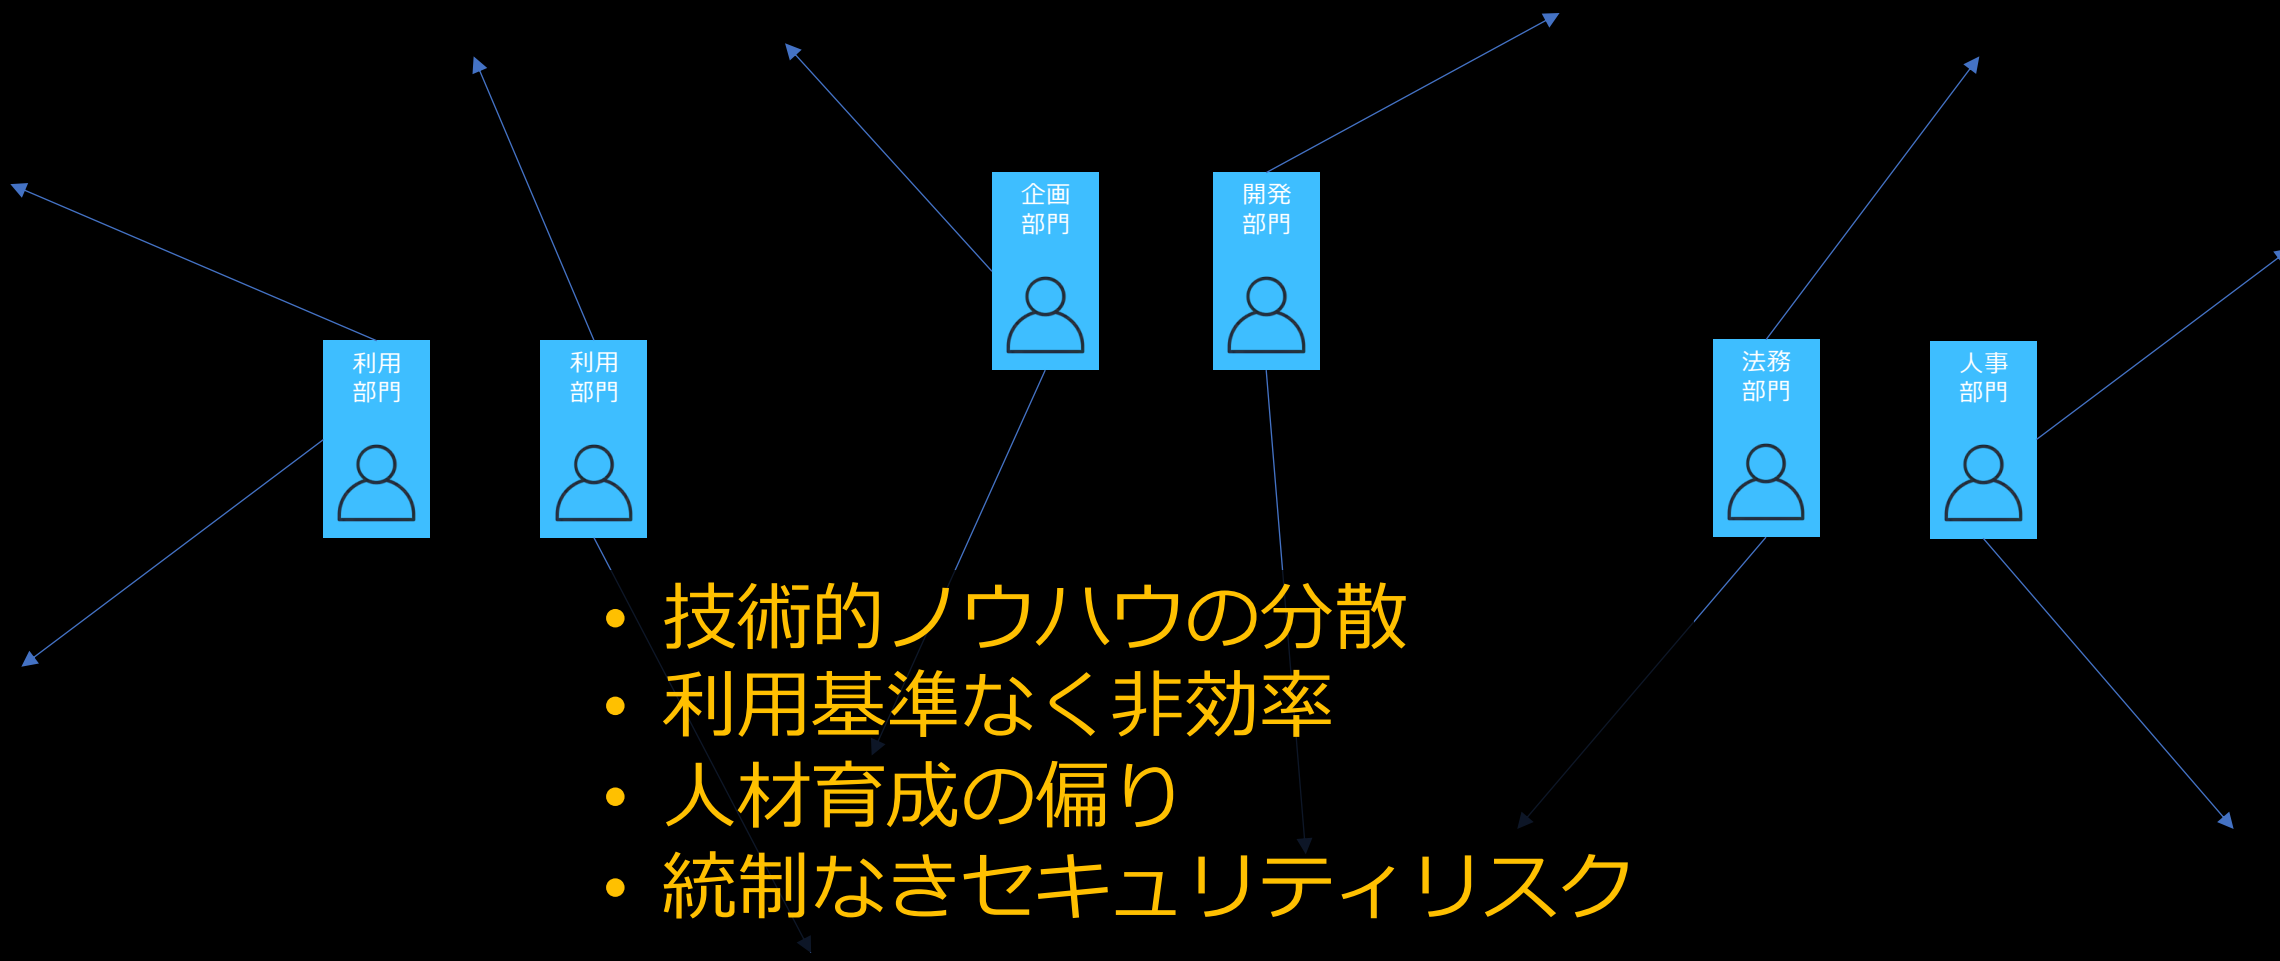 企画
部門
開発
部門
利用
部門
利用
部門
法務
部門
人事
部門
• 技術的ノウハウの分散
• 利用基準なく非効率
• 人材育成の偏り
• 統制なきセキュリティリスク